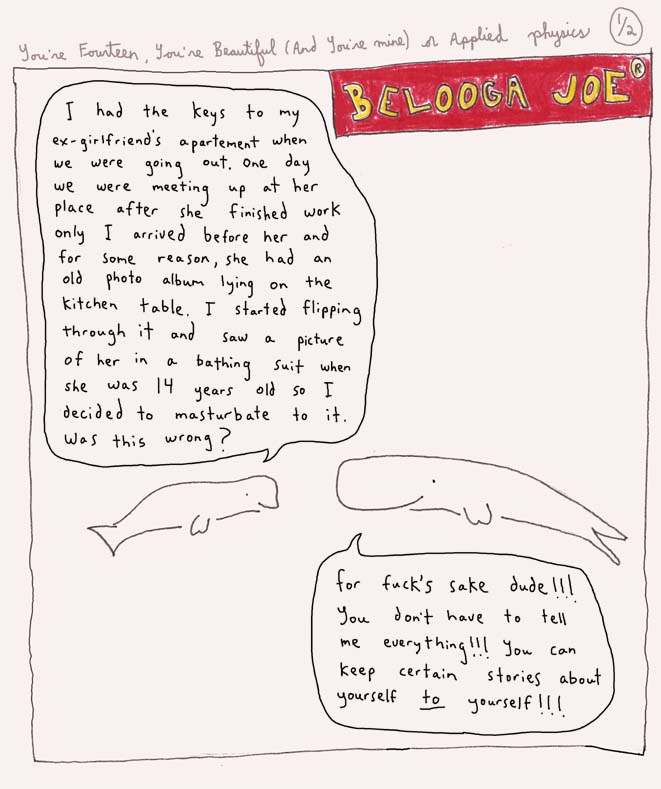 You're Fourteen, You're Beautiful (And You're mine) or Applied physics
1/2
BELOOGA JOE®
I had the keys to my
ex-girlfriend's apartement when
we were going out. One day
we were meeting up at her
place after she finished work
only I arrived before her and
for some reason, she had an
old photo album lying on the
kitchen table. I started flipping
through it and saw a picture
of her in a bathing suit when
she was 14 years old so I
decided to masturbate to it.
Was this wrong?
for fuck's sake dude!!!
You don't have to tell
me everything!!! You can
keep certain stories about
yourself to yourself!!!